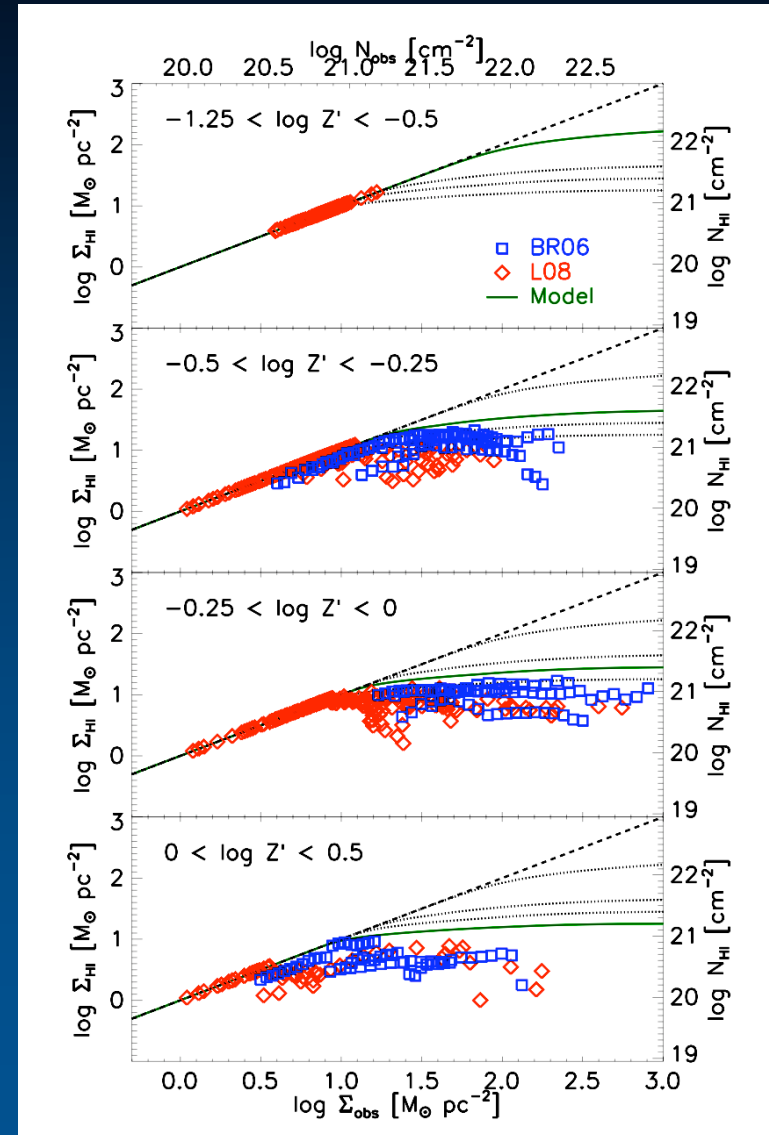 log N_obs [cm⁻²]
20.0 20.5 21.0 21.5 22.0 22.5
−1.25 < log Z' < −0.5
BR06
L08
Model
log Σ_HI [M⊙ pc⁻²]
3
2
1
0
log N_HI [cm⁻²]
22
21
20
19
−0.5 < log Z' < −0.25
log Σ_HI [M⊙ pc⁻²]
3
2
1
0
log N_HI [cm⁻²]
22
21
20
19
−0.25 < log Z' < 0
log Σ_HI [M⊙ pc⁻²]
3
2
1
0
log N_HI [cm⁻²]
22
21
20
19
0 < log Z' < 0.5
log Σ_HI [M⊙ pc⁻²]
3
2
1
0
log N_HI [cm⁻²]
22
21
20
19
0.0 0.5 1.0 1.5 2.0 2.5 3.0
log Σ_obs [M⊙ pc⁻²]